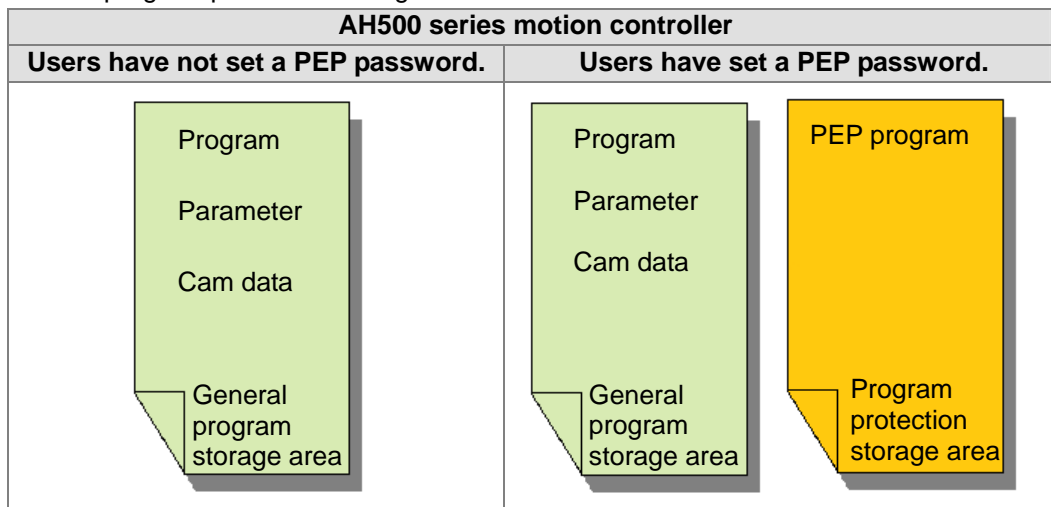 AH500 series motion controller
Users have not set a PEP password.
Users have set a PEP password.
Program
Parameter
Cam data
General
program
storage area
Program
Parameter
Cam data
General
program
storage area
PEP program
Program
protection
storage area